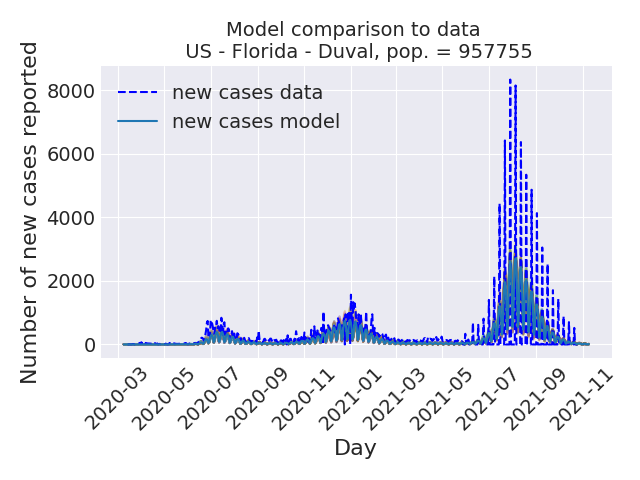 Model comparison to data
US - Florida - Duval, pop. = 957755
Number of new cases reported
8000
6000
4000
2000
0
new cases data
new cases model
2020-03
2020-05
2020-07
2020-09
2020-11
2021-01
2021-03
2021-05
2021-07
2021-09
2021-11
Day